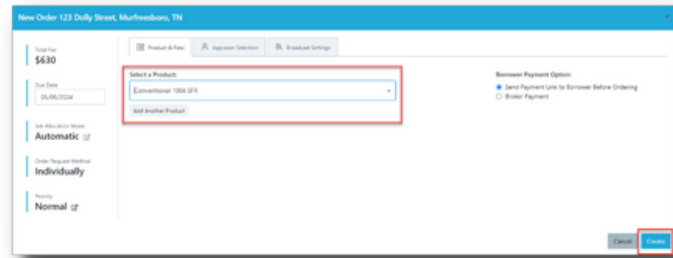 New Order 123 Dolly Street, Murfreesboro, TN
Total Fee
$630
Due Date
05/08/2024
Job Allocation Mode
Automatic
Order Request Method
Individually
Priority
Normal
Product & Fees
Appraiser Selection
Broadcast Settings
Select a Product:
Conventional 1004 SFR
Add Another Product
Borrower Payment Option:
Send Payment Link to Borrower Before Ordering
Broker Payment
Cancel
Create